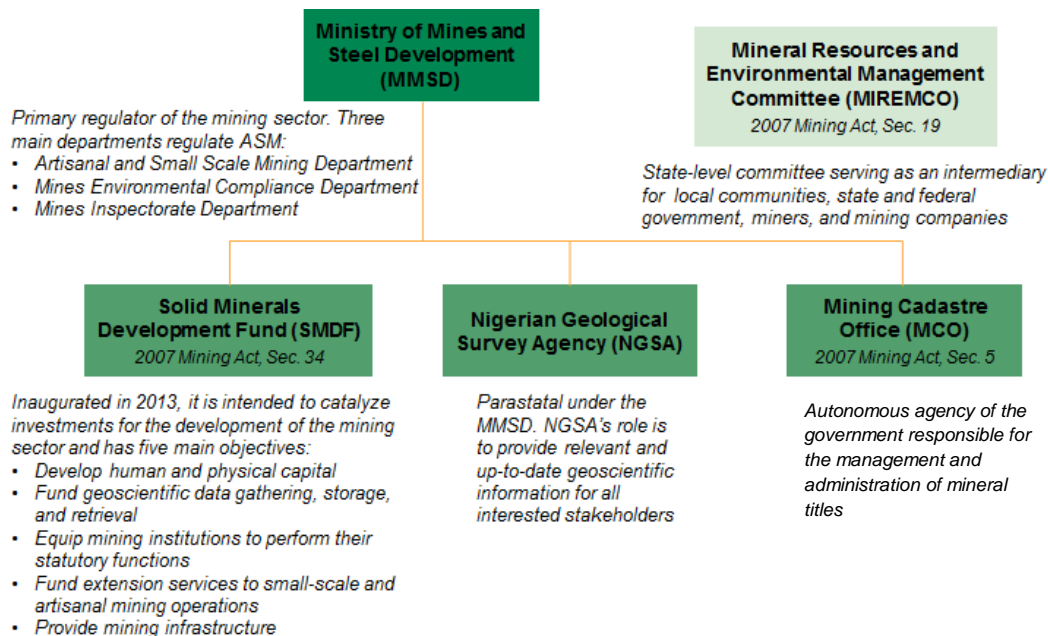 Ministry of Mines and
Steel Development
(MMSD)
Primary regulator of the mining sector. Three
main departments regulate ASM:
• Artisanal and Small Scale Mining Department
• Mines Environmental Compliance Department
• Mines Inspectorate Department
Mineral Resources and
Environmental Management
Committee (MIREMCO)
2007 Mining Act, Sec. 19
State-level committee serving as an intermediary
for local communities, state and federal
government, miners, and mining companies
Solid Minerals
Development Fund (SMDF)
2007 Mining Act, Sec. 34
Inaugurated in 2013, it is intended to catalyze
investments for the development of the mining
sector and has five main objectives:
• Develop human and physical capital
• Fund geoscientific data gathering, storage,
and retrieval
• Equip mining institutions to perform their
statutory functions
• Fund extension services to small-scale and
artisanal mining operations
• Provide mining infrastructure
Nigerian Geological
Survey Agency (NGSA)
Parastatal under the
MMSD. NGSA's role is
to provide relevant and
up-to-date geoscientific
information for all
interested stakeholders
Mining Cadastre
Office (MCO)
2007 Mining Act, Sec. 5
Autonomous agency of the
government responsible for
the management and
administration of mineral
titles